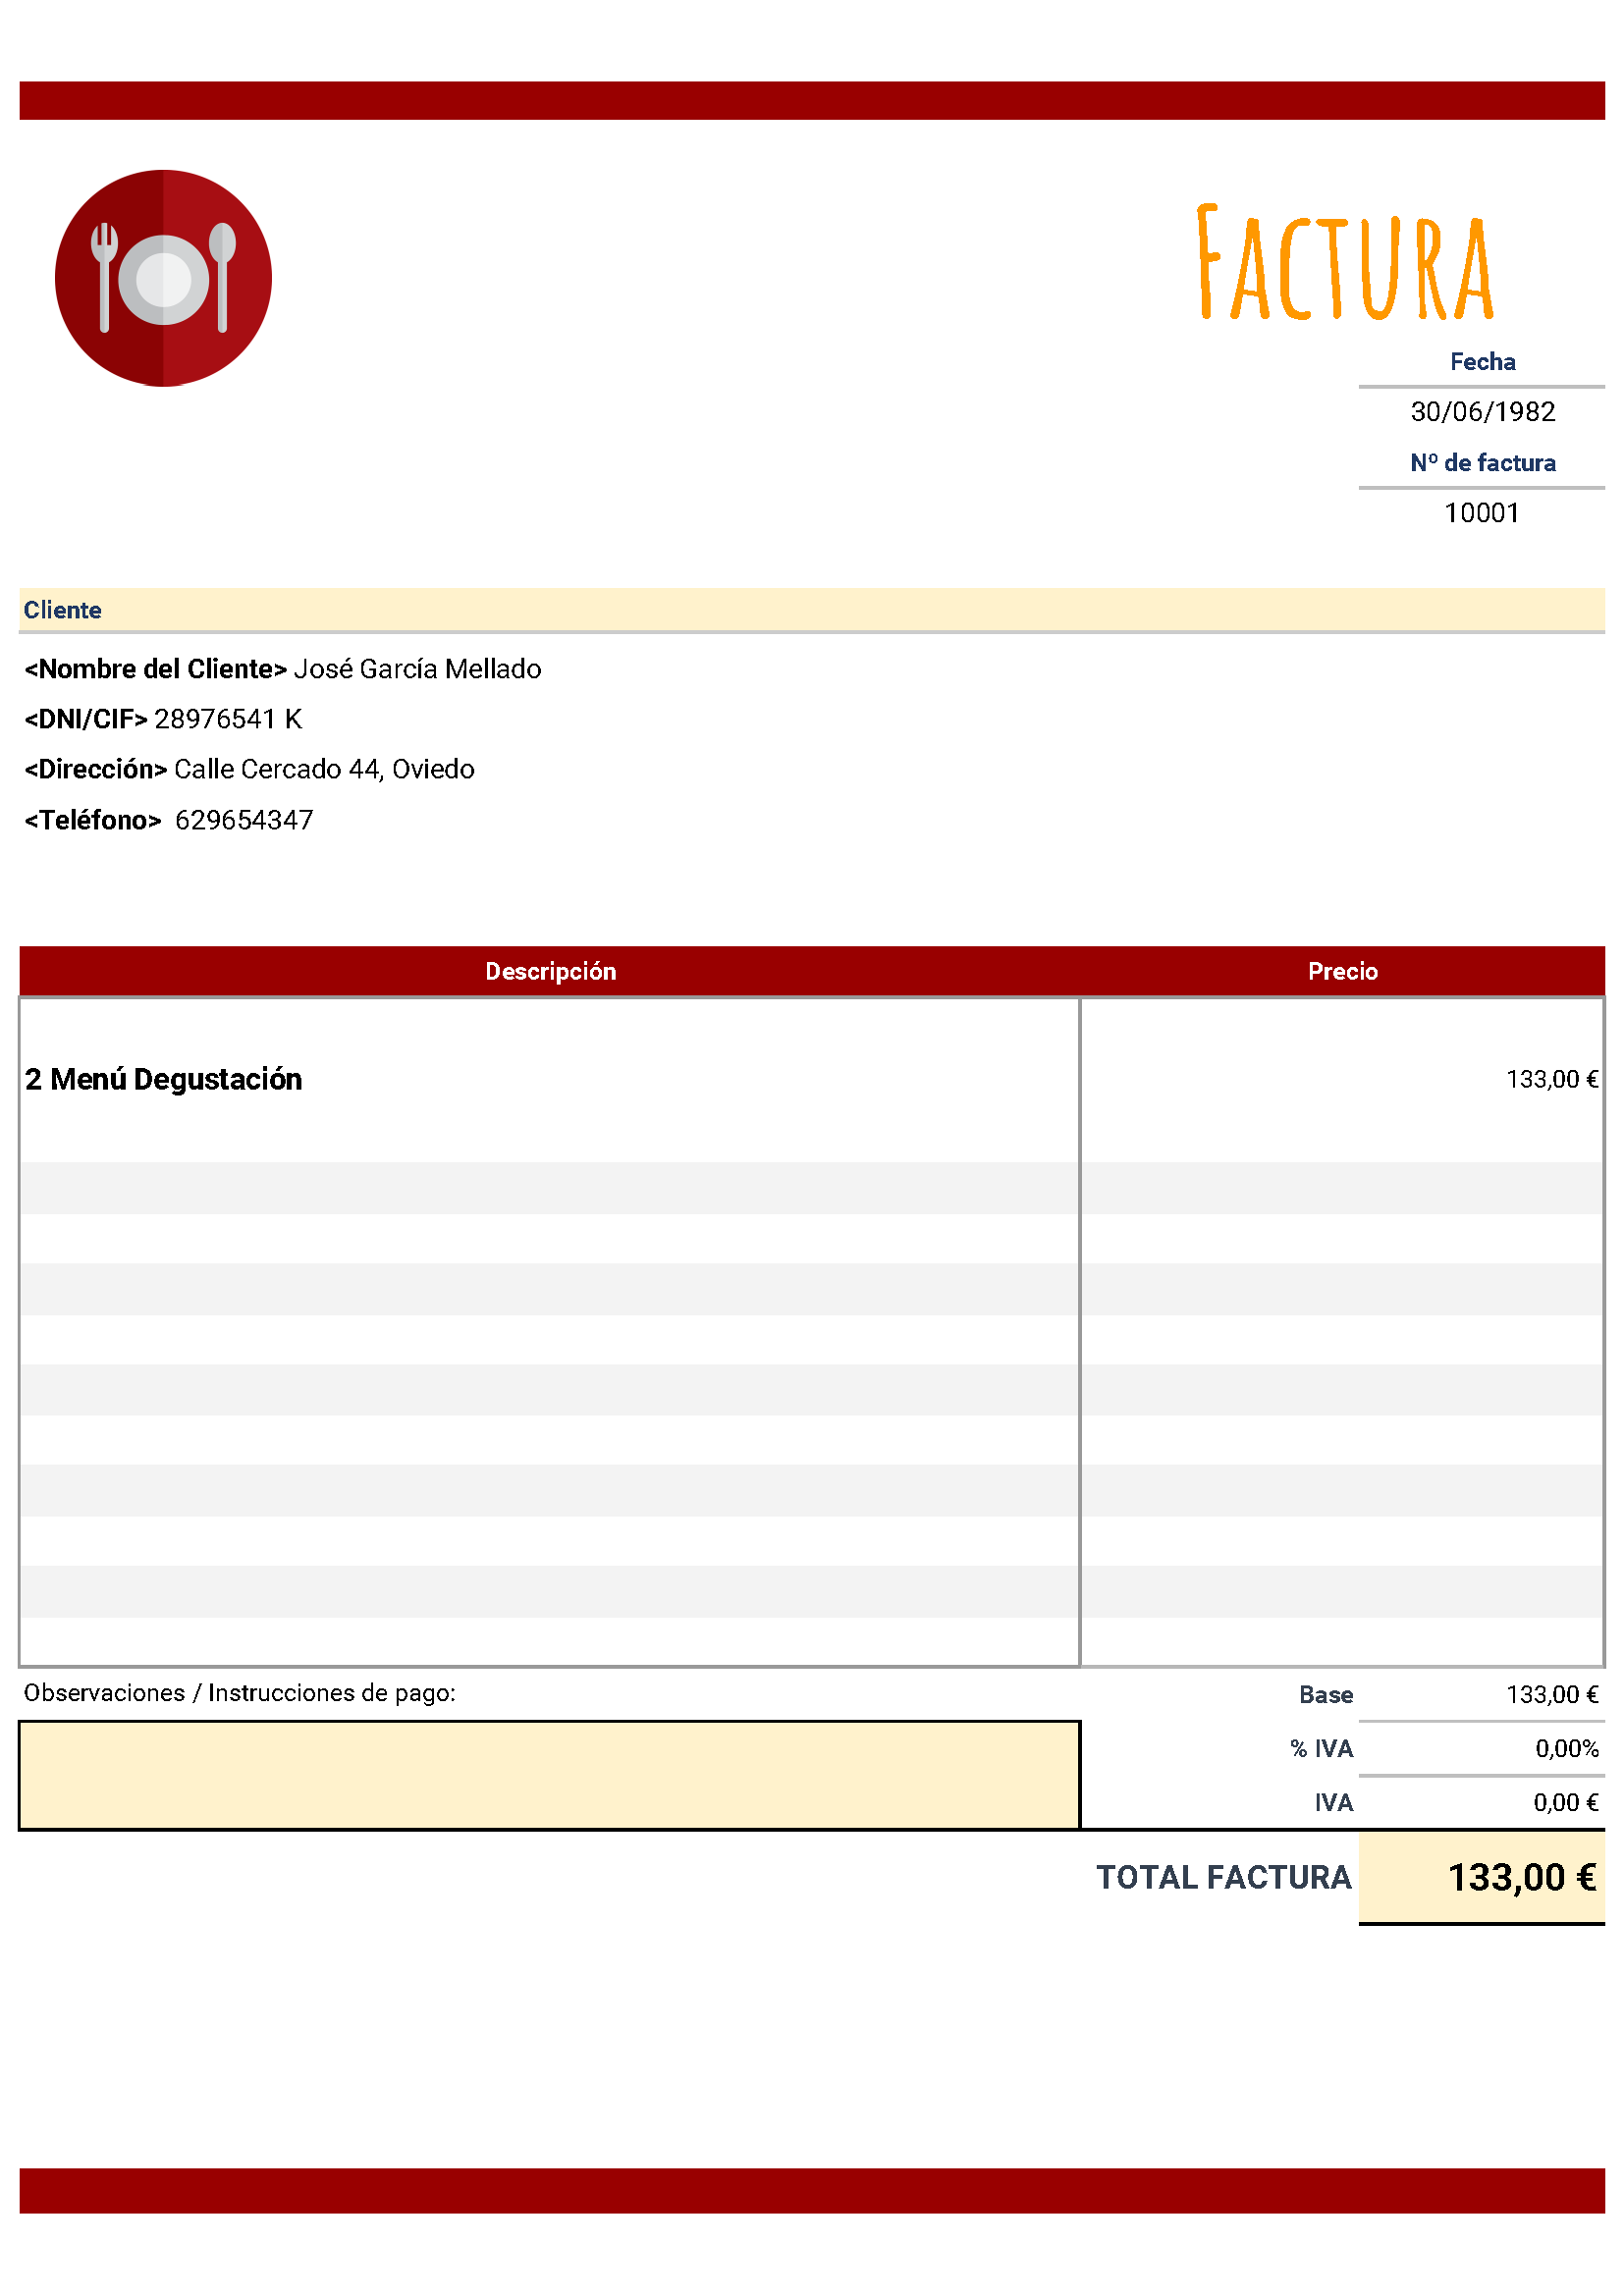 Factura
Fecha
30/06/1982
Nº de factura
10001
Cliente
<Nombre del Cliente> José García Mellado
<DNI/CIF> 28976541 K
<Dirección> Calle Cercado 44, Oviedo
<Teléfono> 629654347
Descripción Precio
2 Menú Degustación 133,00 €
Observaciones / Instrucciones de pago:
Base 133,00 €
% IVA 0,00%
IVA 0,00 €
TOTAL FACTURA 133,00 €